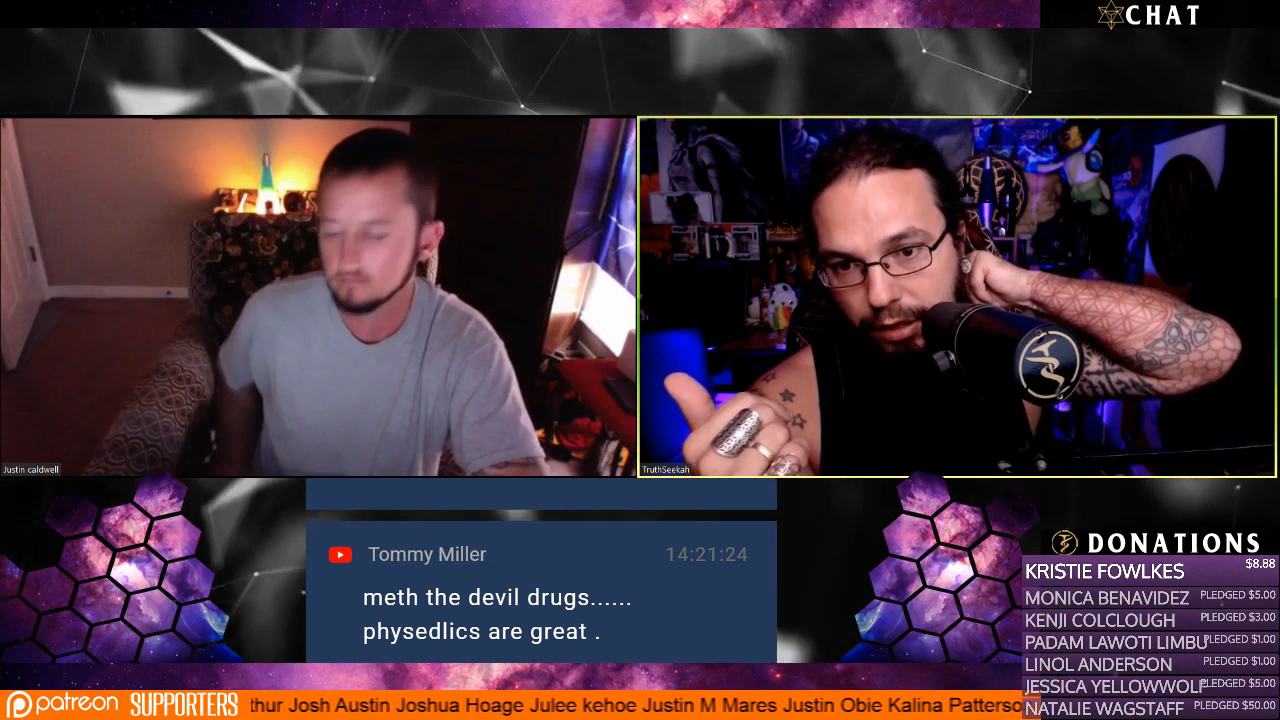 CHAT
Justin caldwell
TruthSeekah
Tommy Miller
14:21:24
meth the devil drugs......
physedlics are great .
DONATIONS
KRISTIE FOWLKES $8.88
MONICA BENAVIDEZ PLEDGED $5.00
KENJI COLCLOUGH PLEDGED $3.00
PADAM LAWOTI LIMBU PLEDGED $1.00
LINOL ANDERSON PLEDGED $1.00
JESSICA YELLOWWOLF PLEDGED $5.00
NATALIE WAGSTAFF PLEDGED $50.00
patreon SUPPORTERS thur Josh Austin Joshua Hoage Julee kehoe Justin M Mares Justin Obie Kalina Patterso